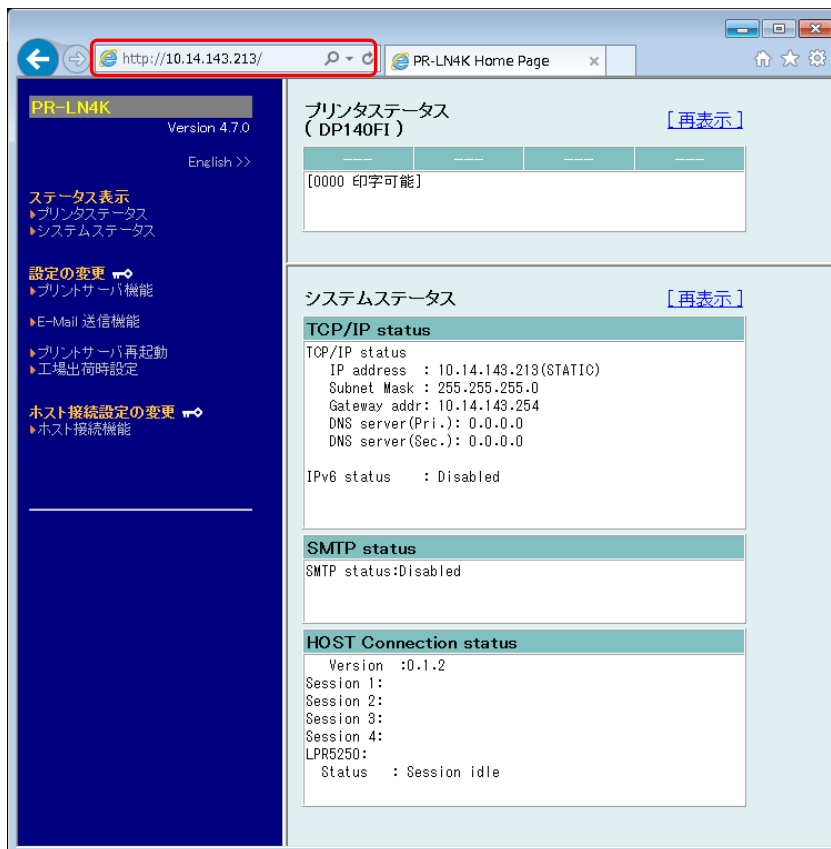 http://10.14.143.213/
PR-LN4K Home Page
PR-LN4K
Version 4.7.0
English >>
ステータス表示
プリンタステータス
システムステータス
設定の変更
プリントサーバ機能
E-Mail 送信機能
プリントサーバ再起動
工場出荷時設定
ホスト接続設定の変更
ホスト接続機能
プリンタステータス
( DP140FI )
[再表示]
--- --- --- ---
[0000 印字可能]
システムステータス
[再表示]
TCP/IP status
TCP/IP status
IP address : 10.14.143.213(STATIC)
Subnet Mask : 255.255.255.0
Gateway addr: 10.14.143.254
DNS server(Pri.): 0.0.0.0
DNS server(Sec.): 0.0.0.0
IPv6 status : Disabled
SMTP status
SMTP status:Disabled
HOST Connection status
Version :0.1.2
Session 1:
Session 2:
Session 3:
Session 4:
LPR5250:
Status : Session idle